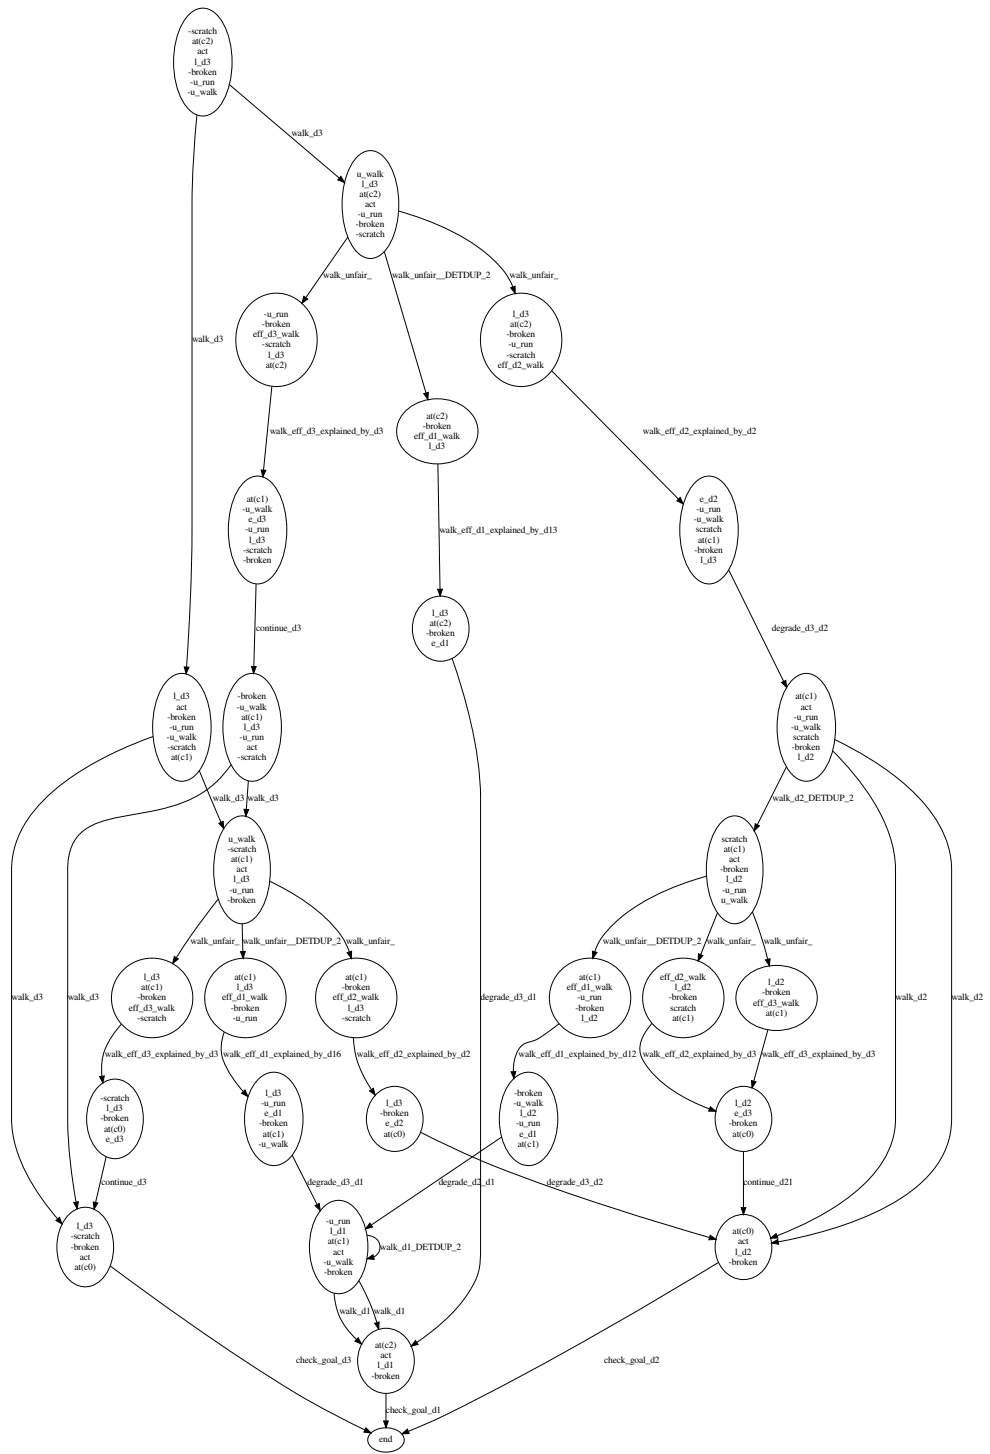 -scratch
at(c2)
act
l_d3
-broken
-u_run
-u_walk
walk_d3
u_walk
l_d3
at(c2)
act
-u_run
-broken
-scratch
walk_unfair_
walk_unfair__DETDUP_2
walk_unfair_
-u_run
-broken
eff_d3_walk
-scratch
l_d3
at(c2)
l_d3
at(c2)
-broken
-u_run
-scratch
eff_d2_walk
walk_d3
at(c2)
-broken
eff_d1_walk
l_d3
walk_eff_d3_explained_by_d3
walk_eff_d2_explained_by_d2
at(c1)
-u_walk
e_d3
-u_run
l_d3
-scratch
-broken
walk_eff_d1_explained_by_d13
e_d2
-u_run
-u_walk
scratch
at(c1)
-broken
l_d3
continue_d3
l_d3
at(c2)
-broken
e_d1
degrade_d3_d2
l_d3
act
-broken
-u_run
-u_walk
-scratch
at(c1)
-broken
-u_walk
at(c1)
l_d3
-u_run
act
-scratch
at(c1)
act
-u_run
-u_walk
scratch
-broken
l_d2
walk_d3
walk_d3
walk_d2_DETDUP_2
u_walk
-scratch
at(c1)
act
l_d3
-u_run
-broken
scratch
at(c1)
act
-broken
l_d2
-u_run
u_walk
walk_unfair_
walk_unfair__DETDUP_2
walk_unfair_
walk_unfair__DETDUP_2
walk_unfair_
walk_unfair_
walk_d3
walk_d3
l_d3
at(c1)
-broken
eff_d3_walk
-scratch
at(c1)
l_d3
eff_d1_walk
-broken
-u_run
at(c1)
-broken
eff_d2_walk
l_d3
-scratch
degrade_d3_d1
at(c1)
eff_d1_walk
-u_run
-broken
l_d2
eff_d2_walk
l_d2
-broken
scratch
at(c1)
l_d2
-broken
eff_d3_walk
at(c1)
walk_d2
walk_d2
walk_eff_d3_explained_by_d3
walk_eff_d1_explained_by_d16
walk_eff_d2_explained_by_d2
walk_eff_d1_explained_by_d12
walk_eff_d2_explained_by_d3
walk_eff_d3_explained_by_d3
-scratch
l_d3
-broken
at(c0)
e_d3
l_d3
-u_run
e_d1
-broken
at(c1)
-u_walk
l_d3
-broken
e_d2
at(c0)
-broken
-u_walk
l_d2
-u_run
e_d1
at(c1)
l_d2
e_d3
-broken
at(c0)
continue_d3
degrade_d3_d1
degrade_d2_d1
degrade_d3_d2
continue_d21
l_d3
-scratch
-broken
act
at(c0)
-u_run
l_d1
at(c1)
act
-u_walk
-broken
walk_d1_DETDUP_2
at(c0)
act
l_d2
-broken
walk_d1
walk_d1
check_goal_d3
at(c2)
act
l_d1
-broken
check_goal_d2
check_goal_d1
end